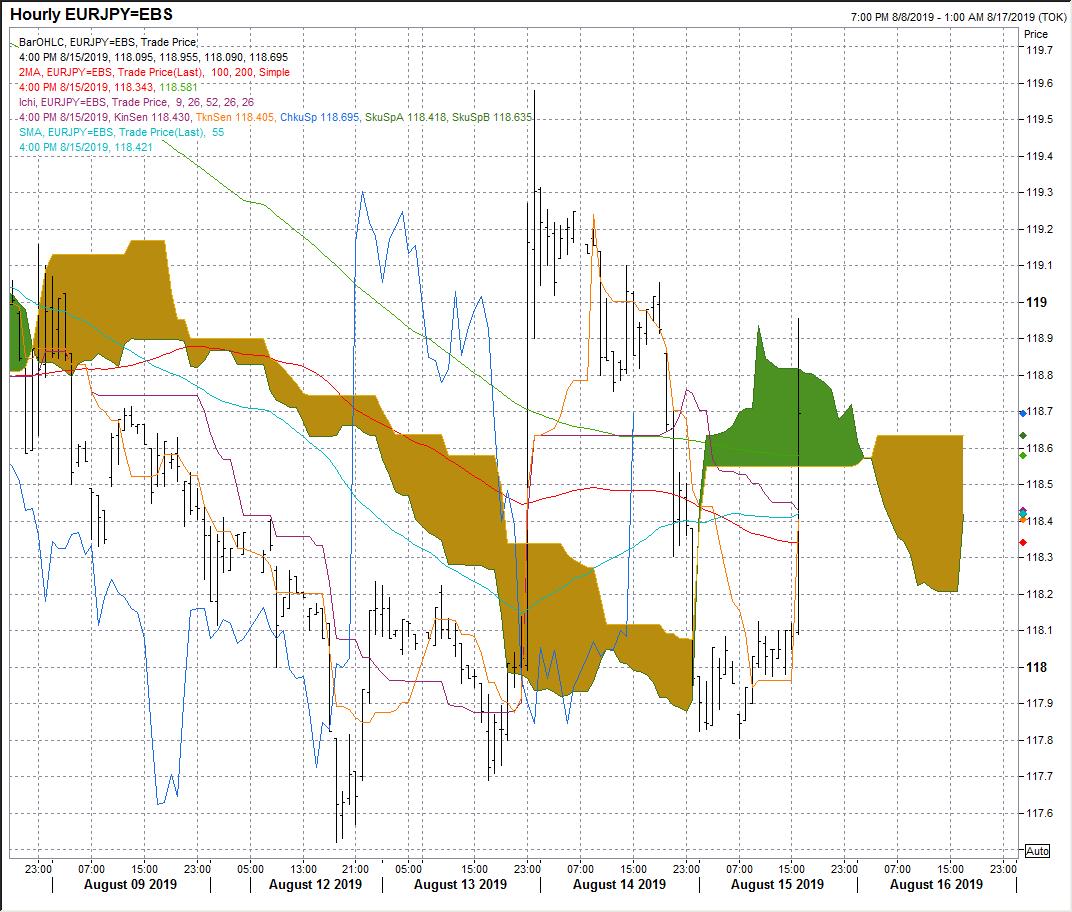 Hourly EURJPY=EBS
7:00 PM 8/8/2019 - 1:00 AM 8/17/2019 (TOK)
Price
BarOHLC, EURJPY=EBS, Trade Price
4:00 PM 8/15/2019, 118.095, 118.955, 118.090, 118.695
2MA, EURJPY=EBS, Trade Price(Last), 100, 200, Simple
4:00 PM 8/15/2019, 118.343, 118.581
Ichi, EURJPY=EBS, Trade Price, 9, 26, 52, 26, 26
4:00 PM 8/15/2019, KinSen 118.430, TknSen 118.405, ChkuSp 118.695, SkuSpA 118.418, SkuSpB 118.635
SMA, EURJPY=EBS, Trade Price(Last), 55
4:00 PM 8/15/2019, 118.421
119.7
119.6
119.5
119.4
119.3
119.2
119.1
119
118.9
118.8
118.7
118.6
118.5
118.4
118.3
118.2
118.1
118
117.9
117.8
117.7
117.6
Auto
23:00 07:00 15:00 23:00 05:00 12:00 21:00 05:00 13:00 21:00 23:00 07:00 15:00 23:00 07:00 15:00 23:00 07:00 15:00 23:00
August 09 2019 August 12 2019 August 13 2019 August 14 2019 August 15 2019 August 16 2019